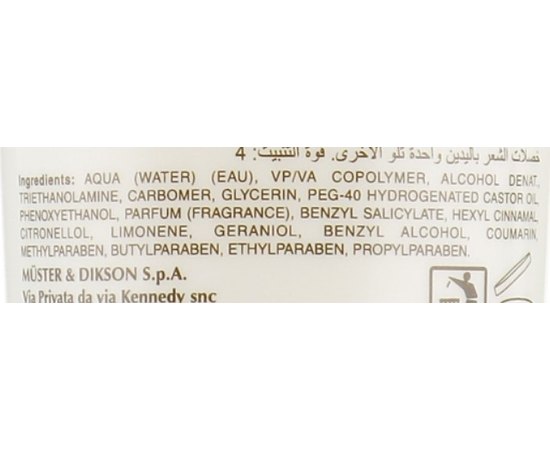 خصلات الشعر باليدين واحدة تلو الأخرى. قوة التثبيت: 4
Ingredients: AQUA (WATER) (EAU), VP/VA COPOLYMER, ALCOHOL DENAT,
TRIETHANOLAMINE, CARBOMER, GLYCERIN, PEG-40 HYDROGENATED CASTOR OIL
PHENOXYETHANOL, PARFUM (FRAGRANCE), BENZYL SALICYLATE, HEXYL CINNAMAL
CITRONELLOL, LIMONENE, GERANIOL, BENZYL ALCOHOL, COUMARIN,
METHYLPARABEN, BUTYLPARABEN, ETHYLPARABEN, PROPYLPARABEN.
MÜSTER & DIKSON S.p.A.
Via Privata da via Kennedy snc